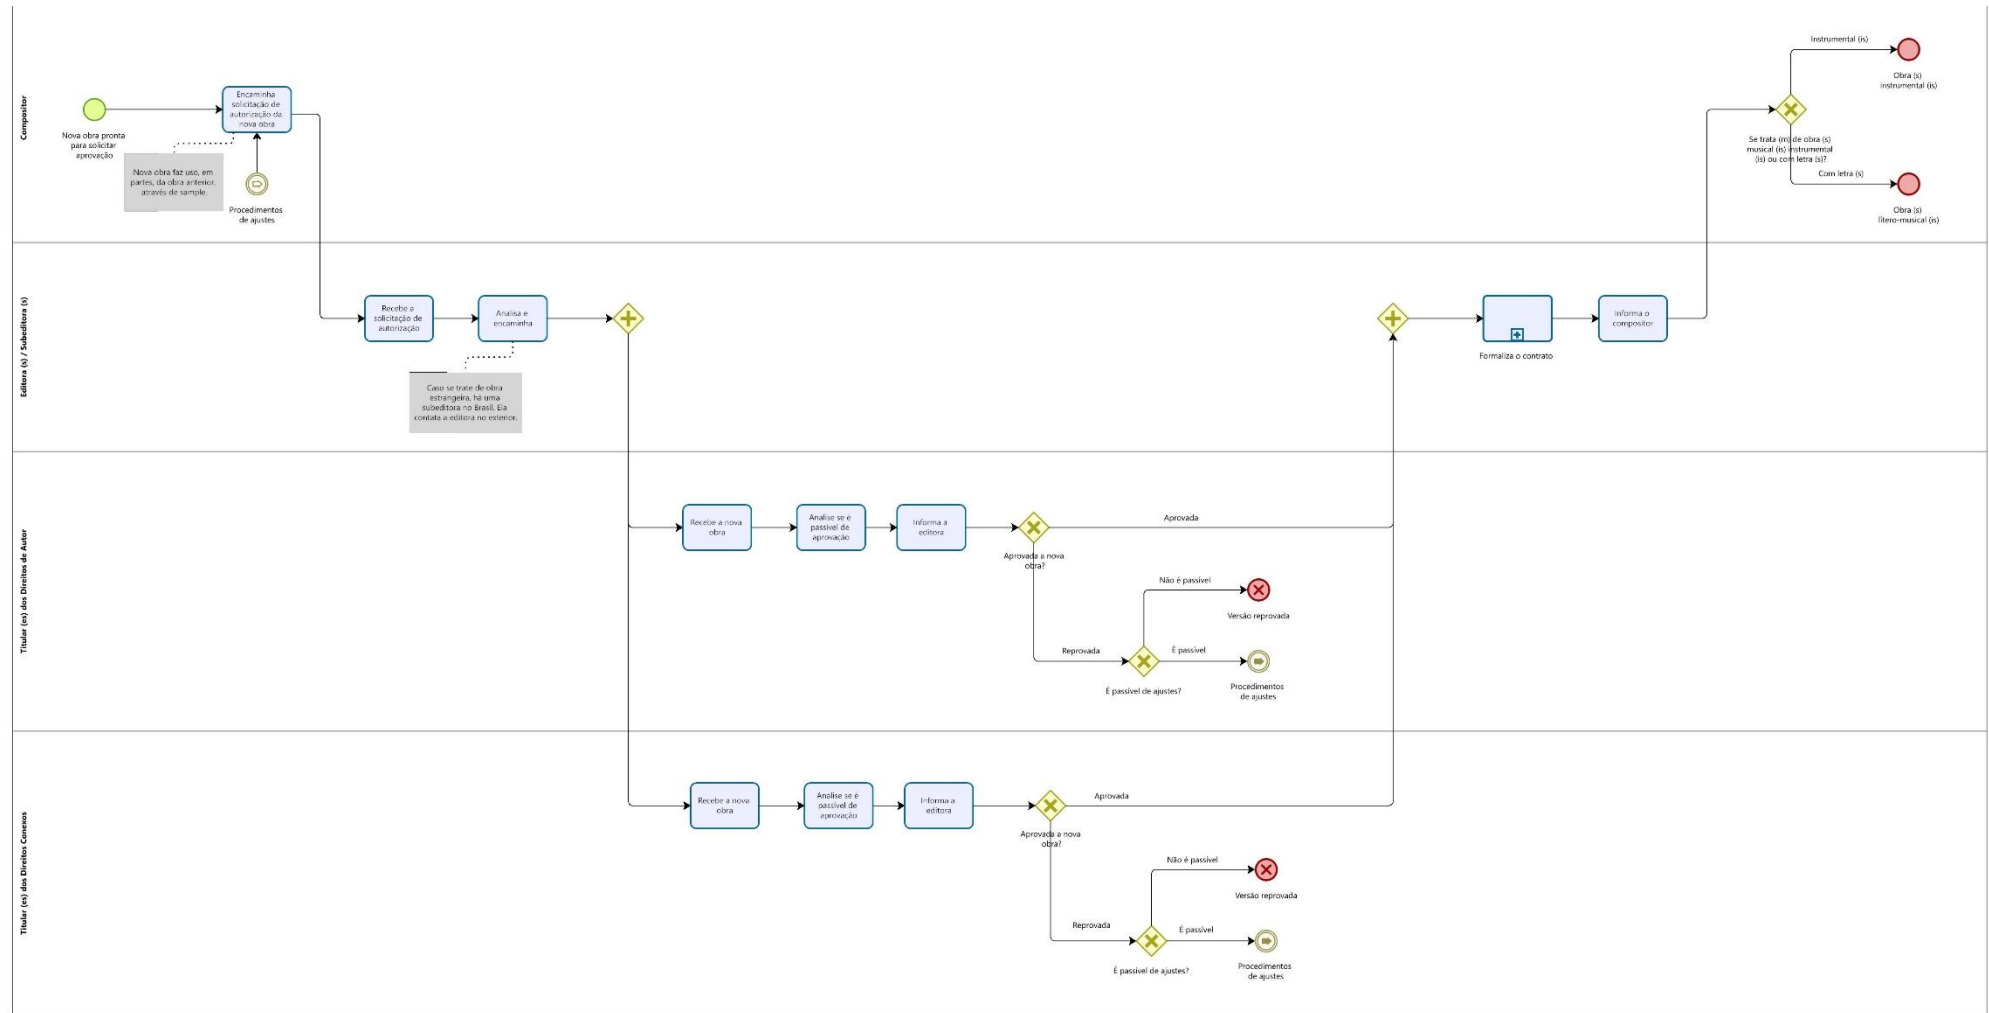 Compositor
Nova obra pronta
para solicitar
aprovação
Encaminha
solicitação de
autorização da
nova obra
Nova obra faz uso, em
partes, da obra anterior,
através de sample.
Procedimentos
de ajustes
Instrumental (is)
Obra (s)
instrumental (is)
Se trata (m) de obra (s)
musical (is) instrumental
(is) ou com letra (s)?
Com letra (s)
Obra (s)
lítero-musical (is)
Editora (s) / Subeditora (s)
Recebe a
solicitação de
autorização
Analisa e
encaminha
Caso se trate de obra
estrangeira, há uma
subeditora no Brasil. Ela
contata a editora no exterior.
Formaliza o contrato
Informa o
compositor
Titular (es) dos Direitos de Autor
Recebe a nova
obra
Analise se é
passível de
aprovação
Informa a
editora
Aprovada a nova
obra?
Aprovada
Reprovada
É passível de ajustes?
Não é passível
Versão reprovada
É passível
Procedimentos
de ajustes
Titular (es) dos Direitos Conexos
Recebe a nova
obra
Analise se é
passível de
aprovação
Informa a
editora
Aprovada a nova
obra?
Aprovada
Reprovada
É passível de ajustes?
Não é passível
Versão reprovada
É passível
Procedimentos
de ajustes